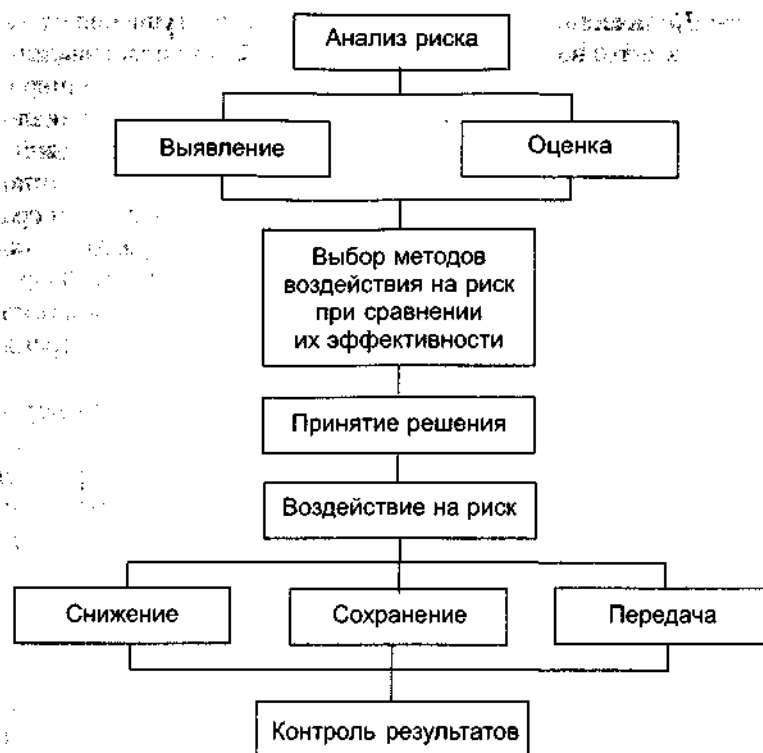 Анализ риска
Выявление
Оценка
Выбор методов
воздействия на риск
при сравнении
их эффективности
Принятие решения
Воздействие на риск
Снижение
Сохранение
Передача
Контроль результатов